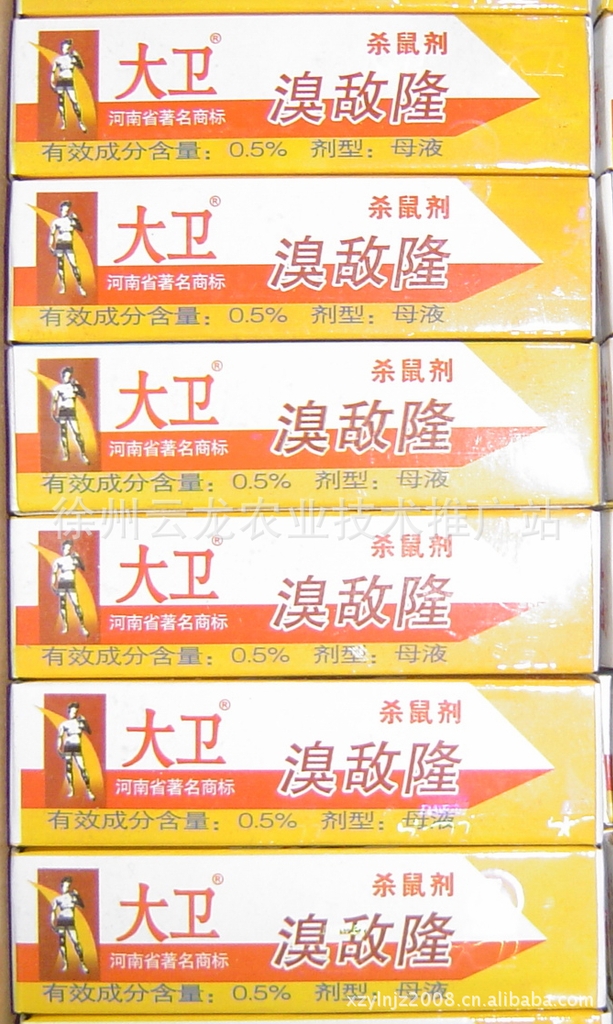 杀鼠剂
大卫®
溴敌隆
河南省著名商标
有效成分含量：0.5% 剂型：母液
杀鼠剂
大卫®
溴敌隆
河南省著名商标
有效成分含量：0.5% 剂型：母液
杀鼠剂
大卫®
溴敌隆
河南省著名商标
有效成分含量：0.5% 剂型：母液
徐州云龙农业技术推广站
杀鼠剂
大卫®
溴敌隆
河南省著名商标
有效成分含量：0.5% 剂型：母液
杀鼠剂
大卫®
溴敌隆
河南省著名商标
有效成分含量：0.5% 剂型：母液
杀鼠剂
大卫®
溴敌隆
河南省著名商标
有效成分含量：0.5% 剂型：母液
xzylnjz2008.cn.alibaba.com